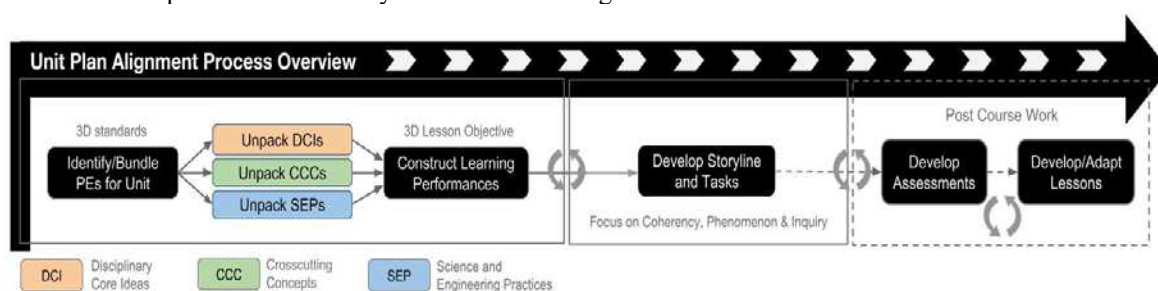 Unit Plan Alignment Process Overview
Post Course Work
3D standards
Identify/Bundle
PEs for Unit
Unpack DCIs
Unpack CCCs
Unpack SEPs
3D Lesson Objective
Construct Learning
Performances
Develop Storyline
and Tasks
Focus on Coherency, Phenomenon & Inquiry
Develop
Assessments
Develop/Adapt
Lessons
DCI
Disciplinary
Core Ideas
CCC
Crosscutting
Concepts
SEP
Science and
Engineering Practices